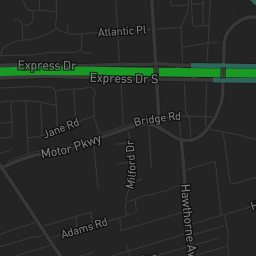 Atlantic Pl
Express Dr
Express Dr S
Bridge Rd
Jane Rd
Motor Pkwy
Milford Dr
Hawthorne Av
Adams Rd
H